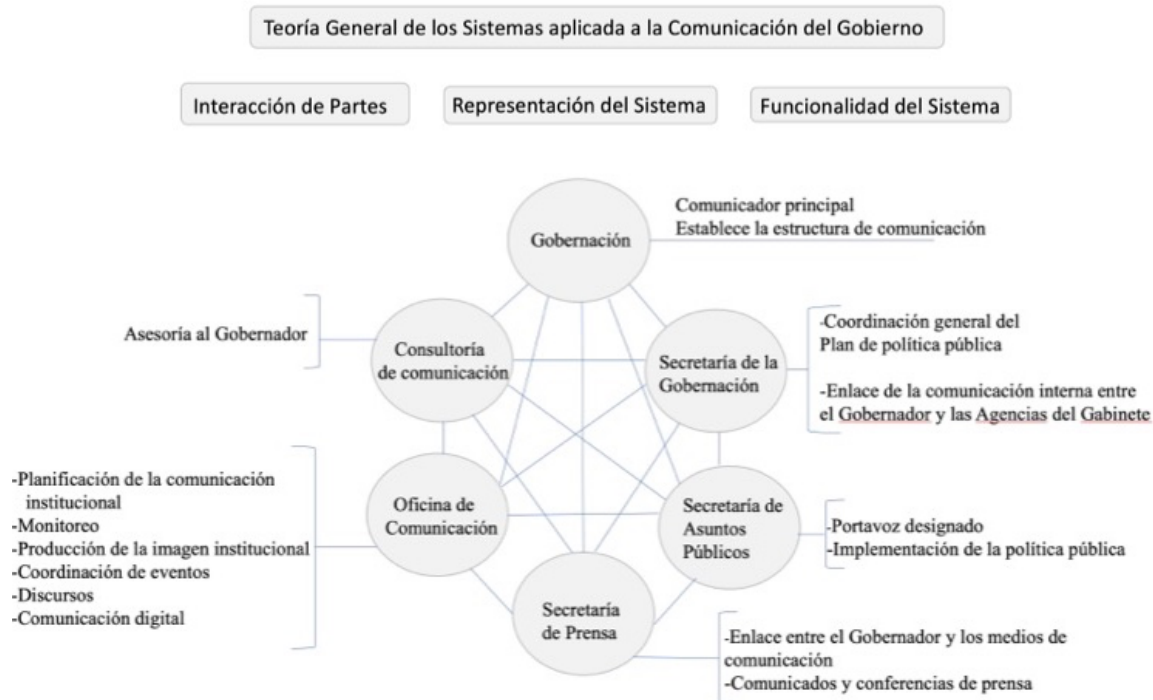 Teoría General de los Sistemas aplicada a la Comunicación del Gobierno
Interacción de Partes
Representación del Sistema
Funcionalidad del Sistema
Gobernación
Comunicador principal
Establece la estructura de comunicación
Asesoría al Gobernador
Consultoría
de comunicación
Secretaría de la
Gobernación
-Coordinación general del
Plan de política pública
-Enlace de la comunicación interna entre
el Gobernador y las Agencias del Gabinete
-Planificación de la comunicación
institucional
-Monitoreo
-Producción de la imagen institucional
-Coordinación de eventos
-Discursos
-Comunicación digital
Oficina de
Comunicación
Secretaría de
Asuntos
Públicos
-Portavoz designado
-Implementación de la política pública
Secretaría
de Prensa
-Enlace entre el Gobernador y los medios de
comunicación
-Comunicados y conferencias de prensa